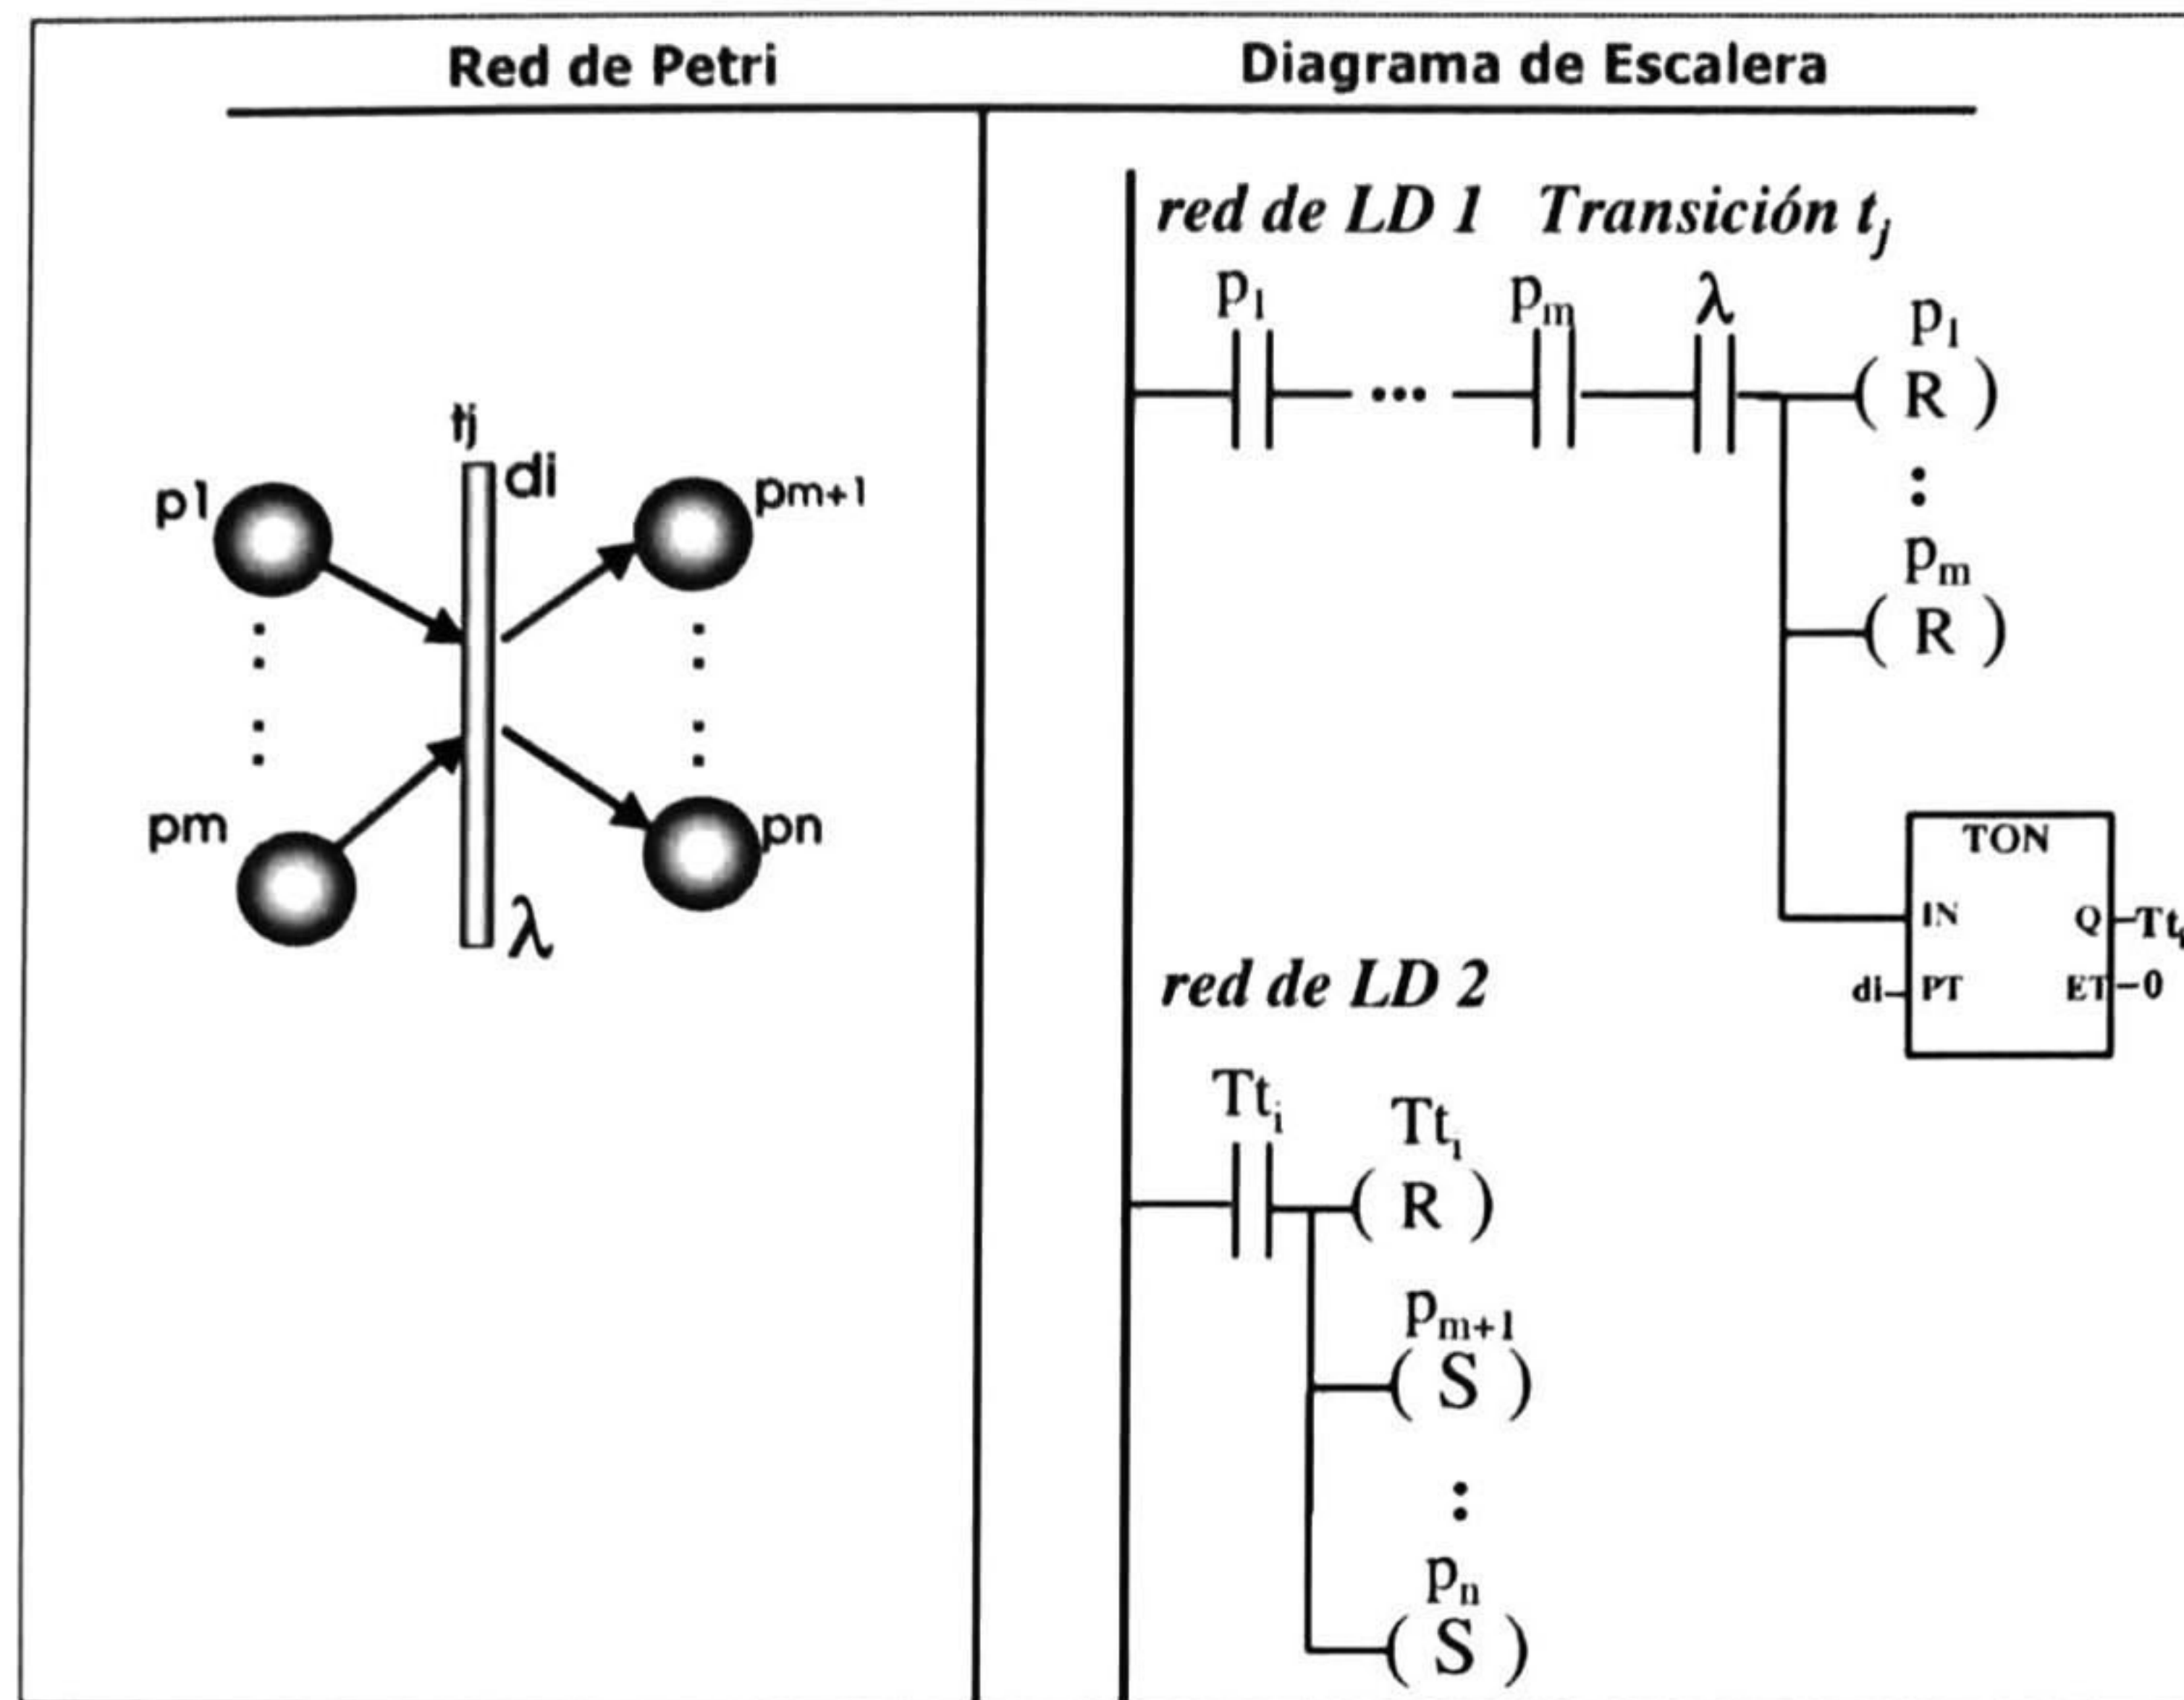 Red de Petri
Diagrama de Escalera
tj
di
p1
pm+1
pm
pn
λ
red de LD 1 Transición tj
p1
pm
λ
p1
( R )
pm
( R )
TON
IN
Q
di
PT
ET
0
red de LD 2
Tti
Tti
( R )
pm+1
( S )
pn
( S )